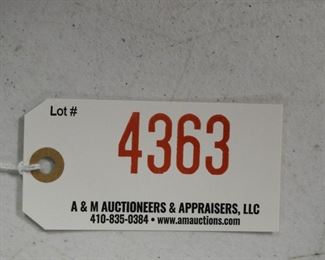 Lot #
4363
A & M AUCTIONEERS & APPRAISERS, LLC
410-835-0384 • www.amauctions.com